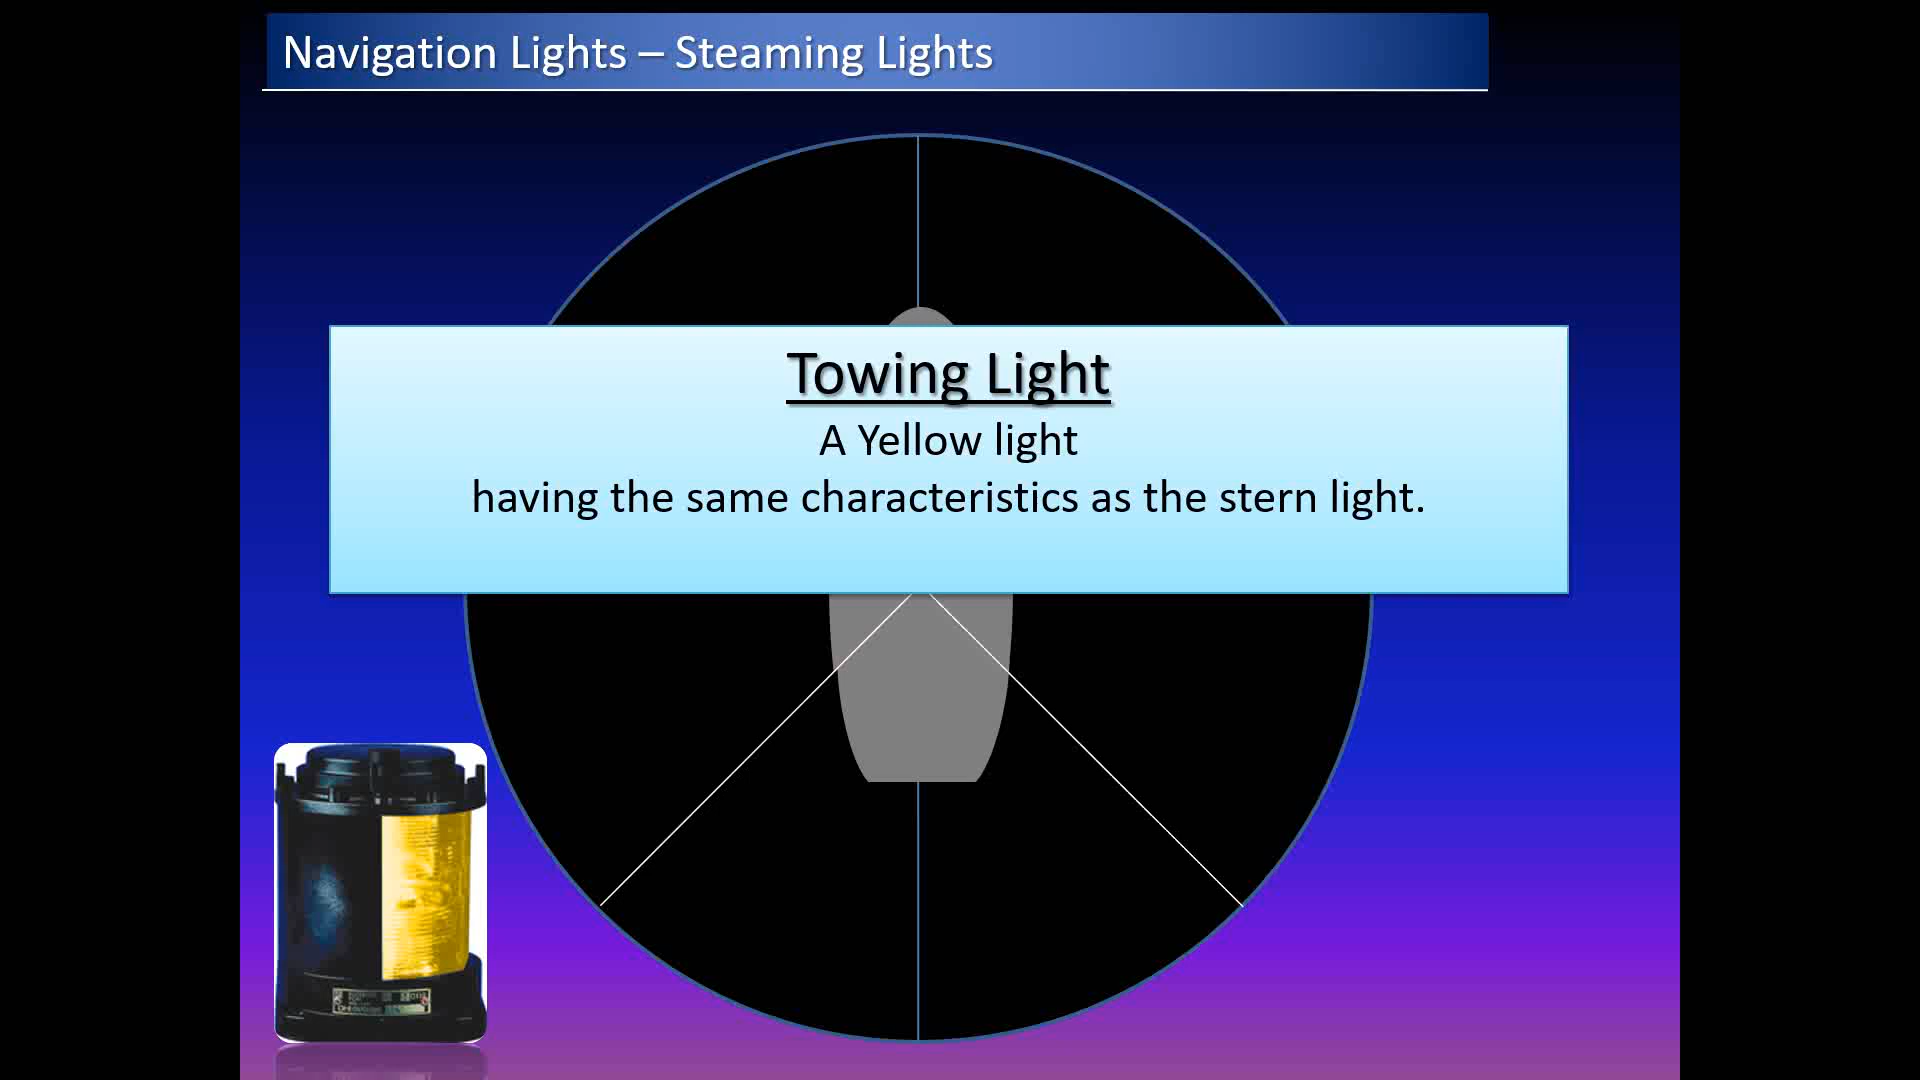 Navigation Lights – Steaming Lights
Towing Light
A Yellow light
having the same characteristics as the stern light.